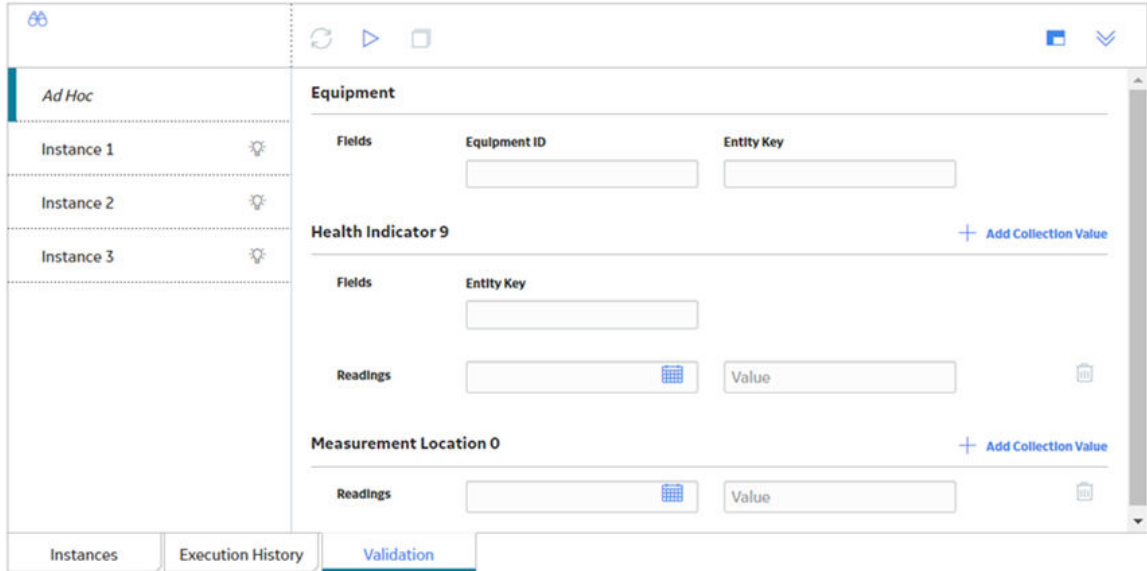 Ad Hoc
Instance 1
Instance 2
Instance 3
Equipment
Fields Equipment ID Entity Key
Health Indicator 9 Add Collection Value
Fields Entity Key
Readings Value
Measurement Location 0 Add Collection Value
Readings Value
Instances Execution History Validation